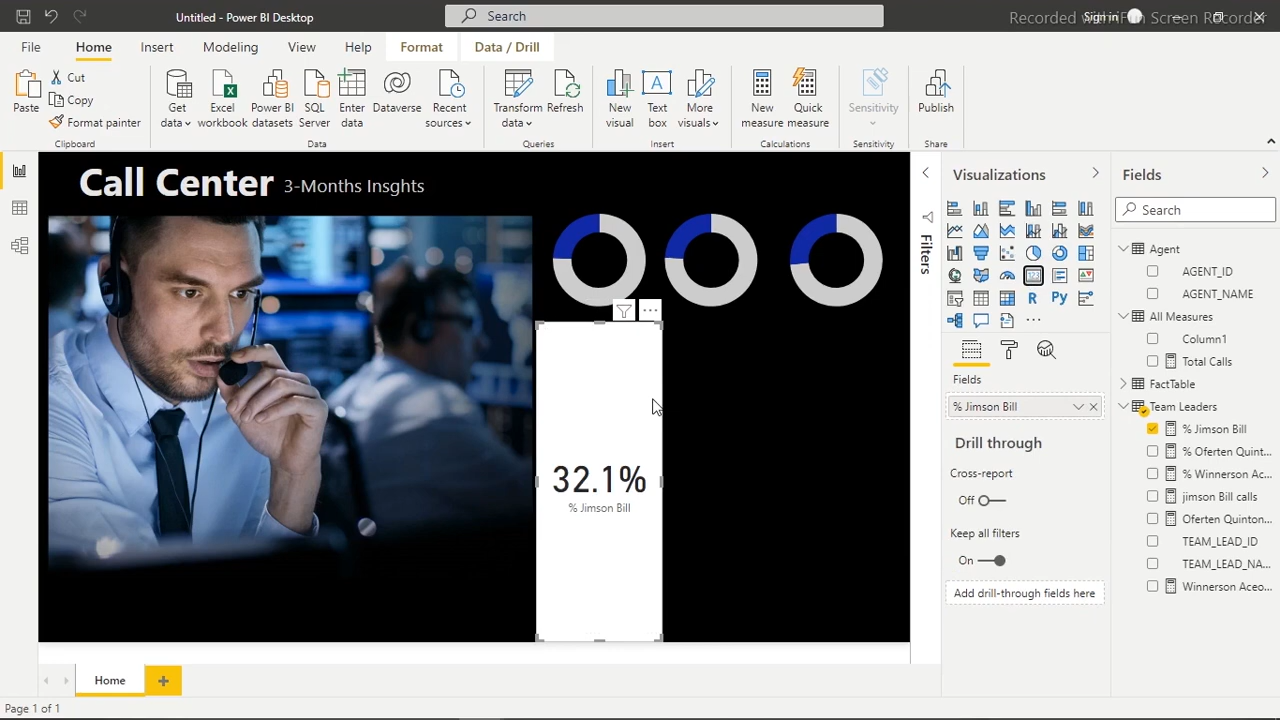 Untitled - Power BI Desktop
Search
Sign in
Recorded with iFun Screen Recorder
File Home Insert Modeling View Help Format Data / Drill
Paste
Cut
Copy
Format painter
Clipboard
Get data
Excel workbook
Power BI datasets
SQL Server
Enter data
Dataverse
Recent sources
Data
Transform data
Refresh
Queries
New visual
Text box
More visuals
Insert
New measure
Quick measure
Calculations
Sensitivity
Sensitivity
Publish
Share
Call Center 3-Months Insghts
32.1%
% Jimson Bill
Filters
Visualizations
R Py
Fields
% Jimson Bill
Drill through
Cross-report
Off
Keep all filters
On
Add drill-through fields here
Fields
Search
Agent
AGENT_ID
AGENT_NAME
All Measures
Column1
Total Calls
FactTable
Team Leaders
% Jimson Bill
% Oferten Quint...
% Winnerson Ac...
jimson Bill calls
Oferten Quinton...
TEAM_LEAD_ID
TEAM_LEAD_NA...
Winnerson Aceo...
Home
Page 1 of 1